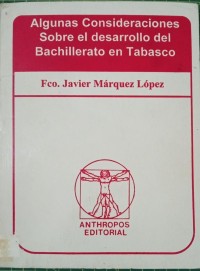 Algunas Consideraciones
Sobre el desarrollo del
Bachillerato en Tabasco
Fco. Javier Márquez López
ANTHROPOS
EDITORIAL